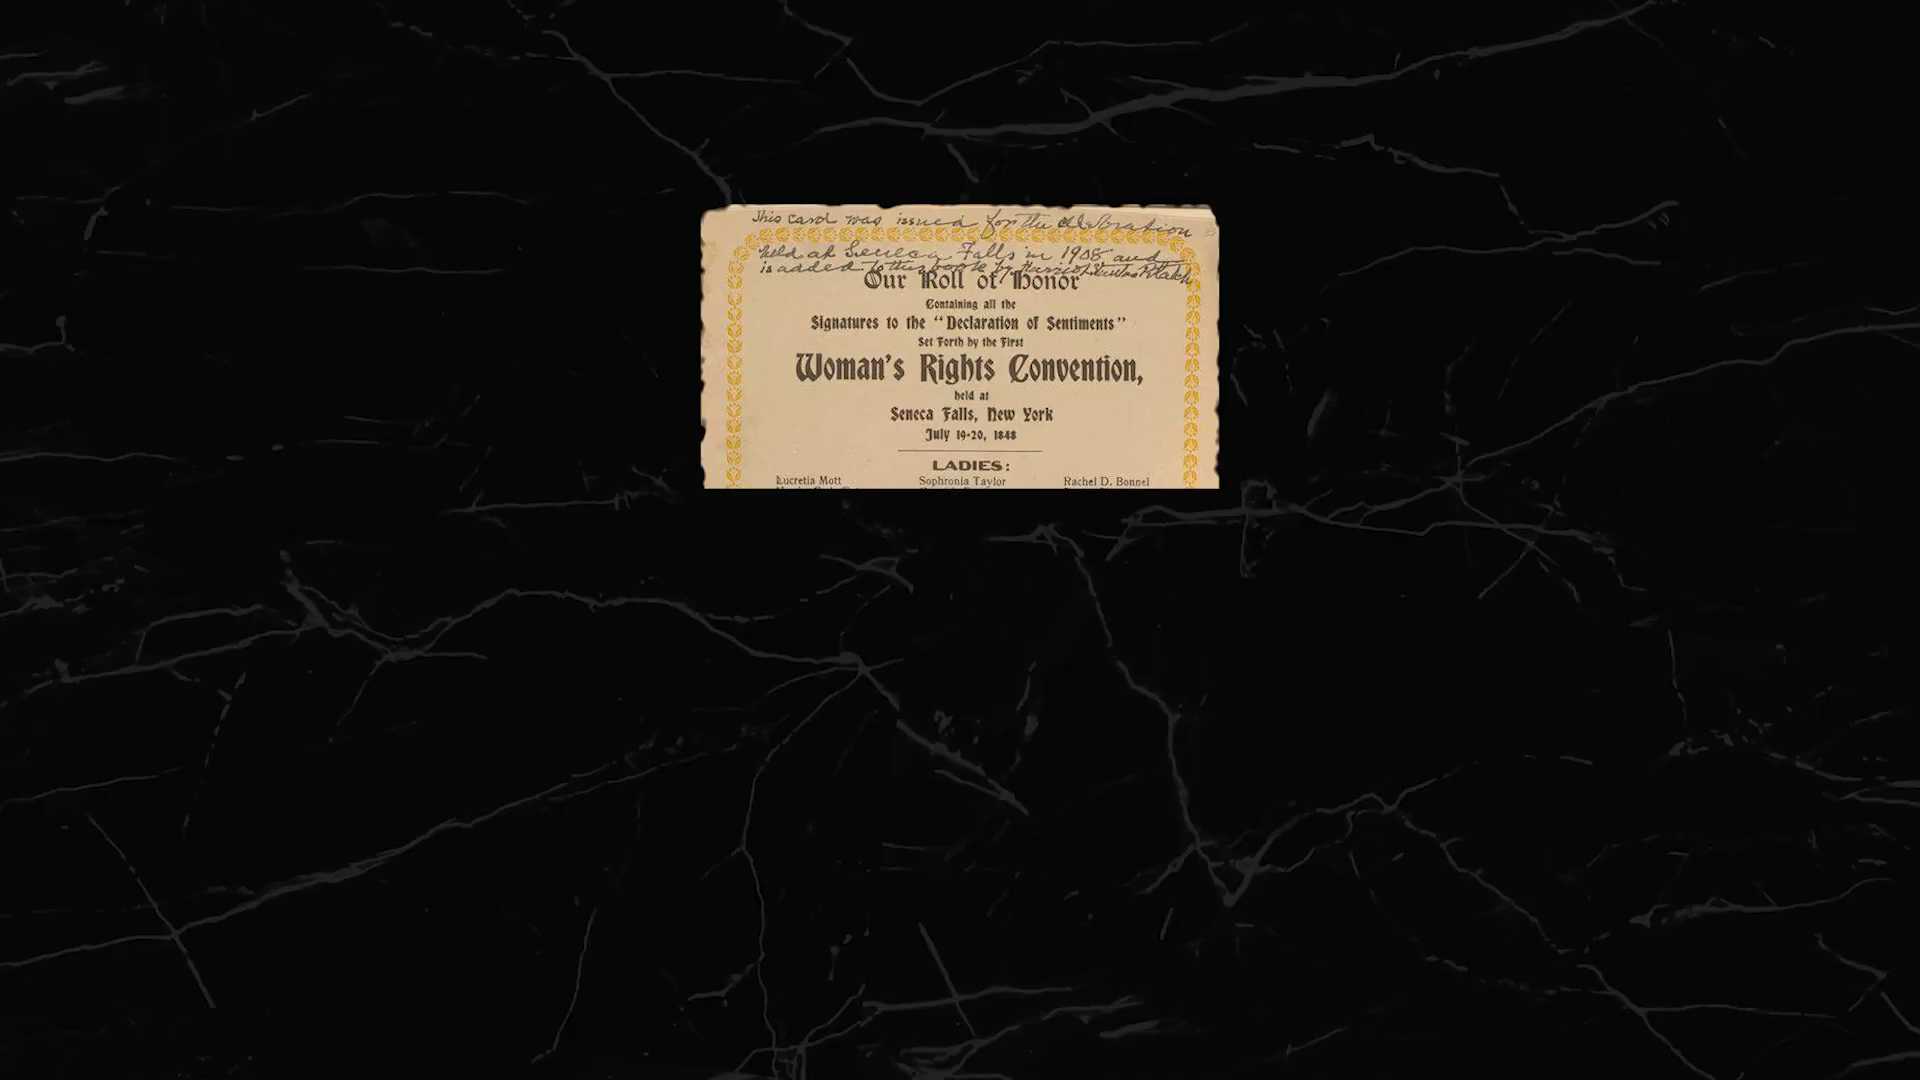 This card was issued for the celebration
held at Seneca Falls in 1908 and
is added to this book by Harriot Stanton Blatch
Our Roll of Honor
Containing all the
Signatures to the “Declaration of Sentiments”
Set Forth by the First
Woman's Rights Convention,
held at
Seneca Falls, New York
July 19-20, 1848
LADIES:
Lucretia Mott Sophronia Taylor Rachel D. Bonnel